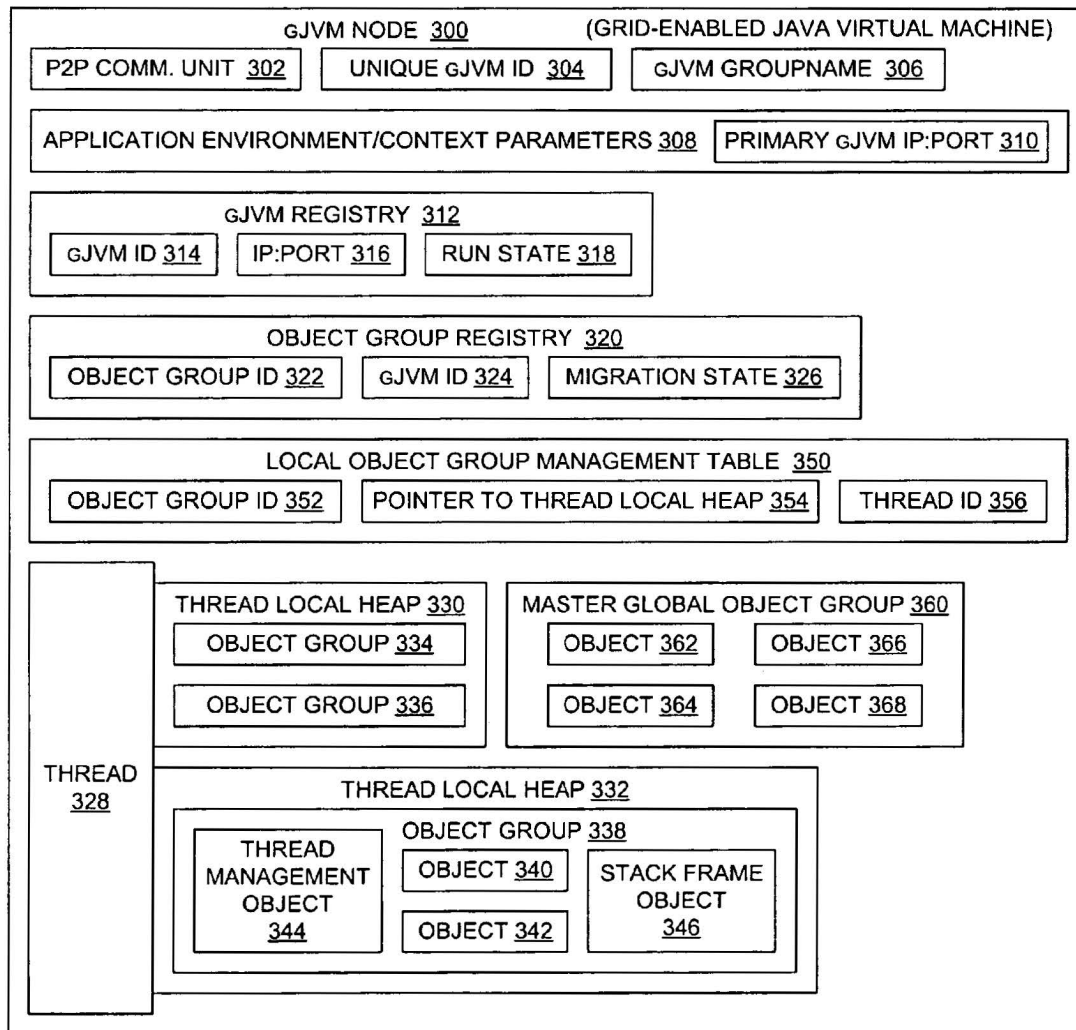 GJVM NODE 300 (GRID-ENABLED JAVA VIRTUAL MACHINE)
P2P COMM. UNIT 302 UNIQUE GJVM ID 304 GJVM GROUPNAME 306
APPLICATION ENVIRONMENT/CONTEXT PARAMETERS 308 PRIMARY GJVM IP:PORT 310
GJVM REGISTRY 312
GJVM ID 314 IP:PORT 316 RUN STATE 318
OBJECT GROUP REGISTRY 320
OBJECT GROUP ID 322 GJVM ID 324 MIGRATION STATE 326
LOCAL OBJECT GROUP MANAGEMENT TABLE 350
OBJECT GROUP ID 352 POINTER TO THREAD LOCAL HEAP 354 THREAD ID 356
THREAD
328
THREAD LOCAL HEAP 330
OBJECT GROUP 334
OBJECT GROUP 336
MASTER GLOBAL OBJECT GROUP 360
OBJECT 362 OBJECT 366
OBJECT 364 OBJECT 368
THREAD LOCAL HEAP 332
OBJECT GROUP 338
THREAD
MANAGEMENT
OBJECT
344
OBJECT 340
OBJECT 342
STACK FRAME
OBJECT
346